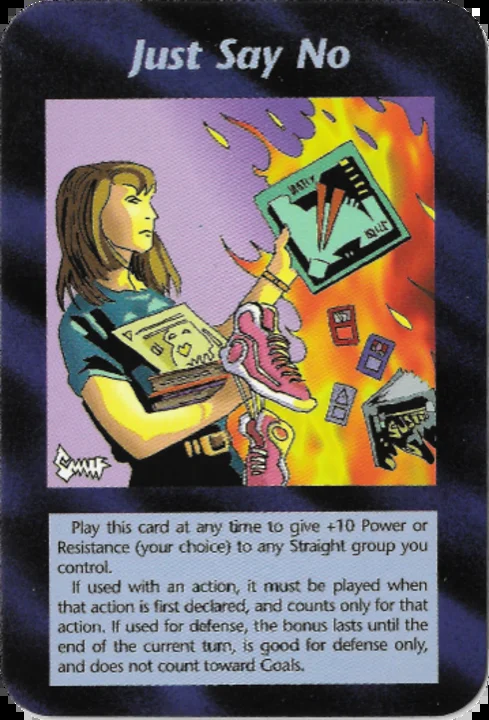 Just Say No
Play this card at any time to give +10 Power or
Resistance (your choice) to any Straight group you
control.
If used with an action, it must be played when
that action is first declared, and counts only for that
action. If used for defense, the bonus lasts until the
end of the current turn, is good for defense only,
and does not count toward Goals.